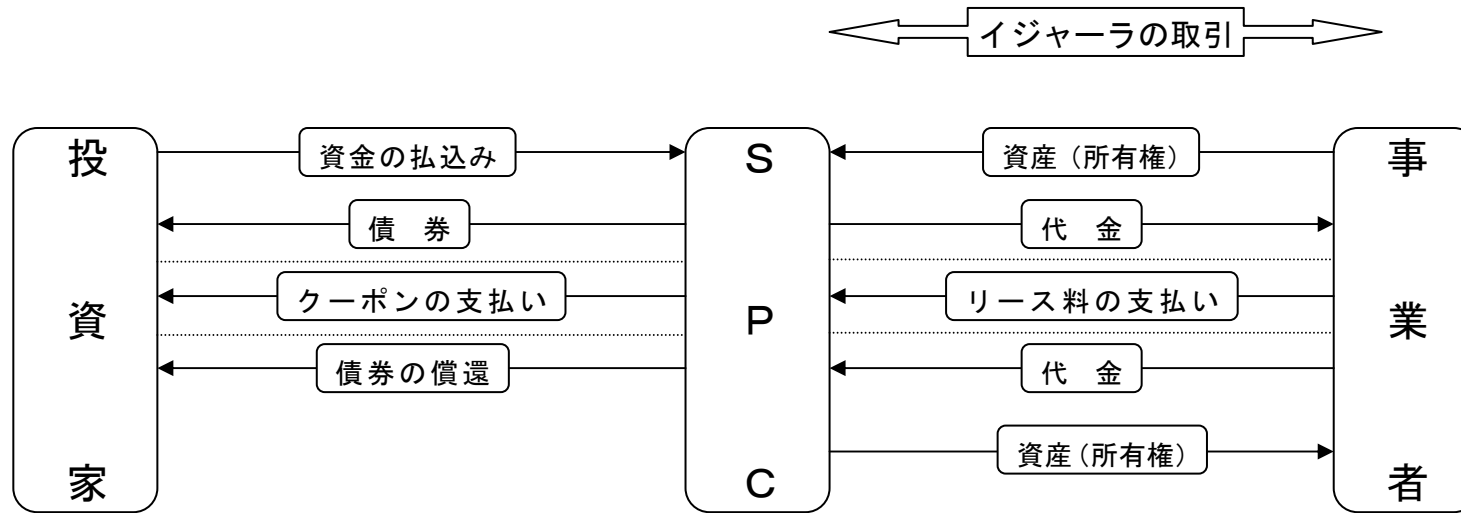 イジャーラの取引
投資家
SPC
事業者
資金の払込み
資産（所有権）
債　券
代　金
クーポンの支払い
リース料の支払い
債券の償還
代　金
資産（所有権）